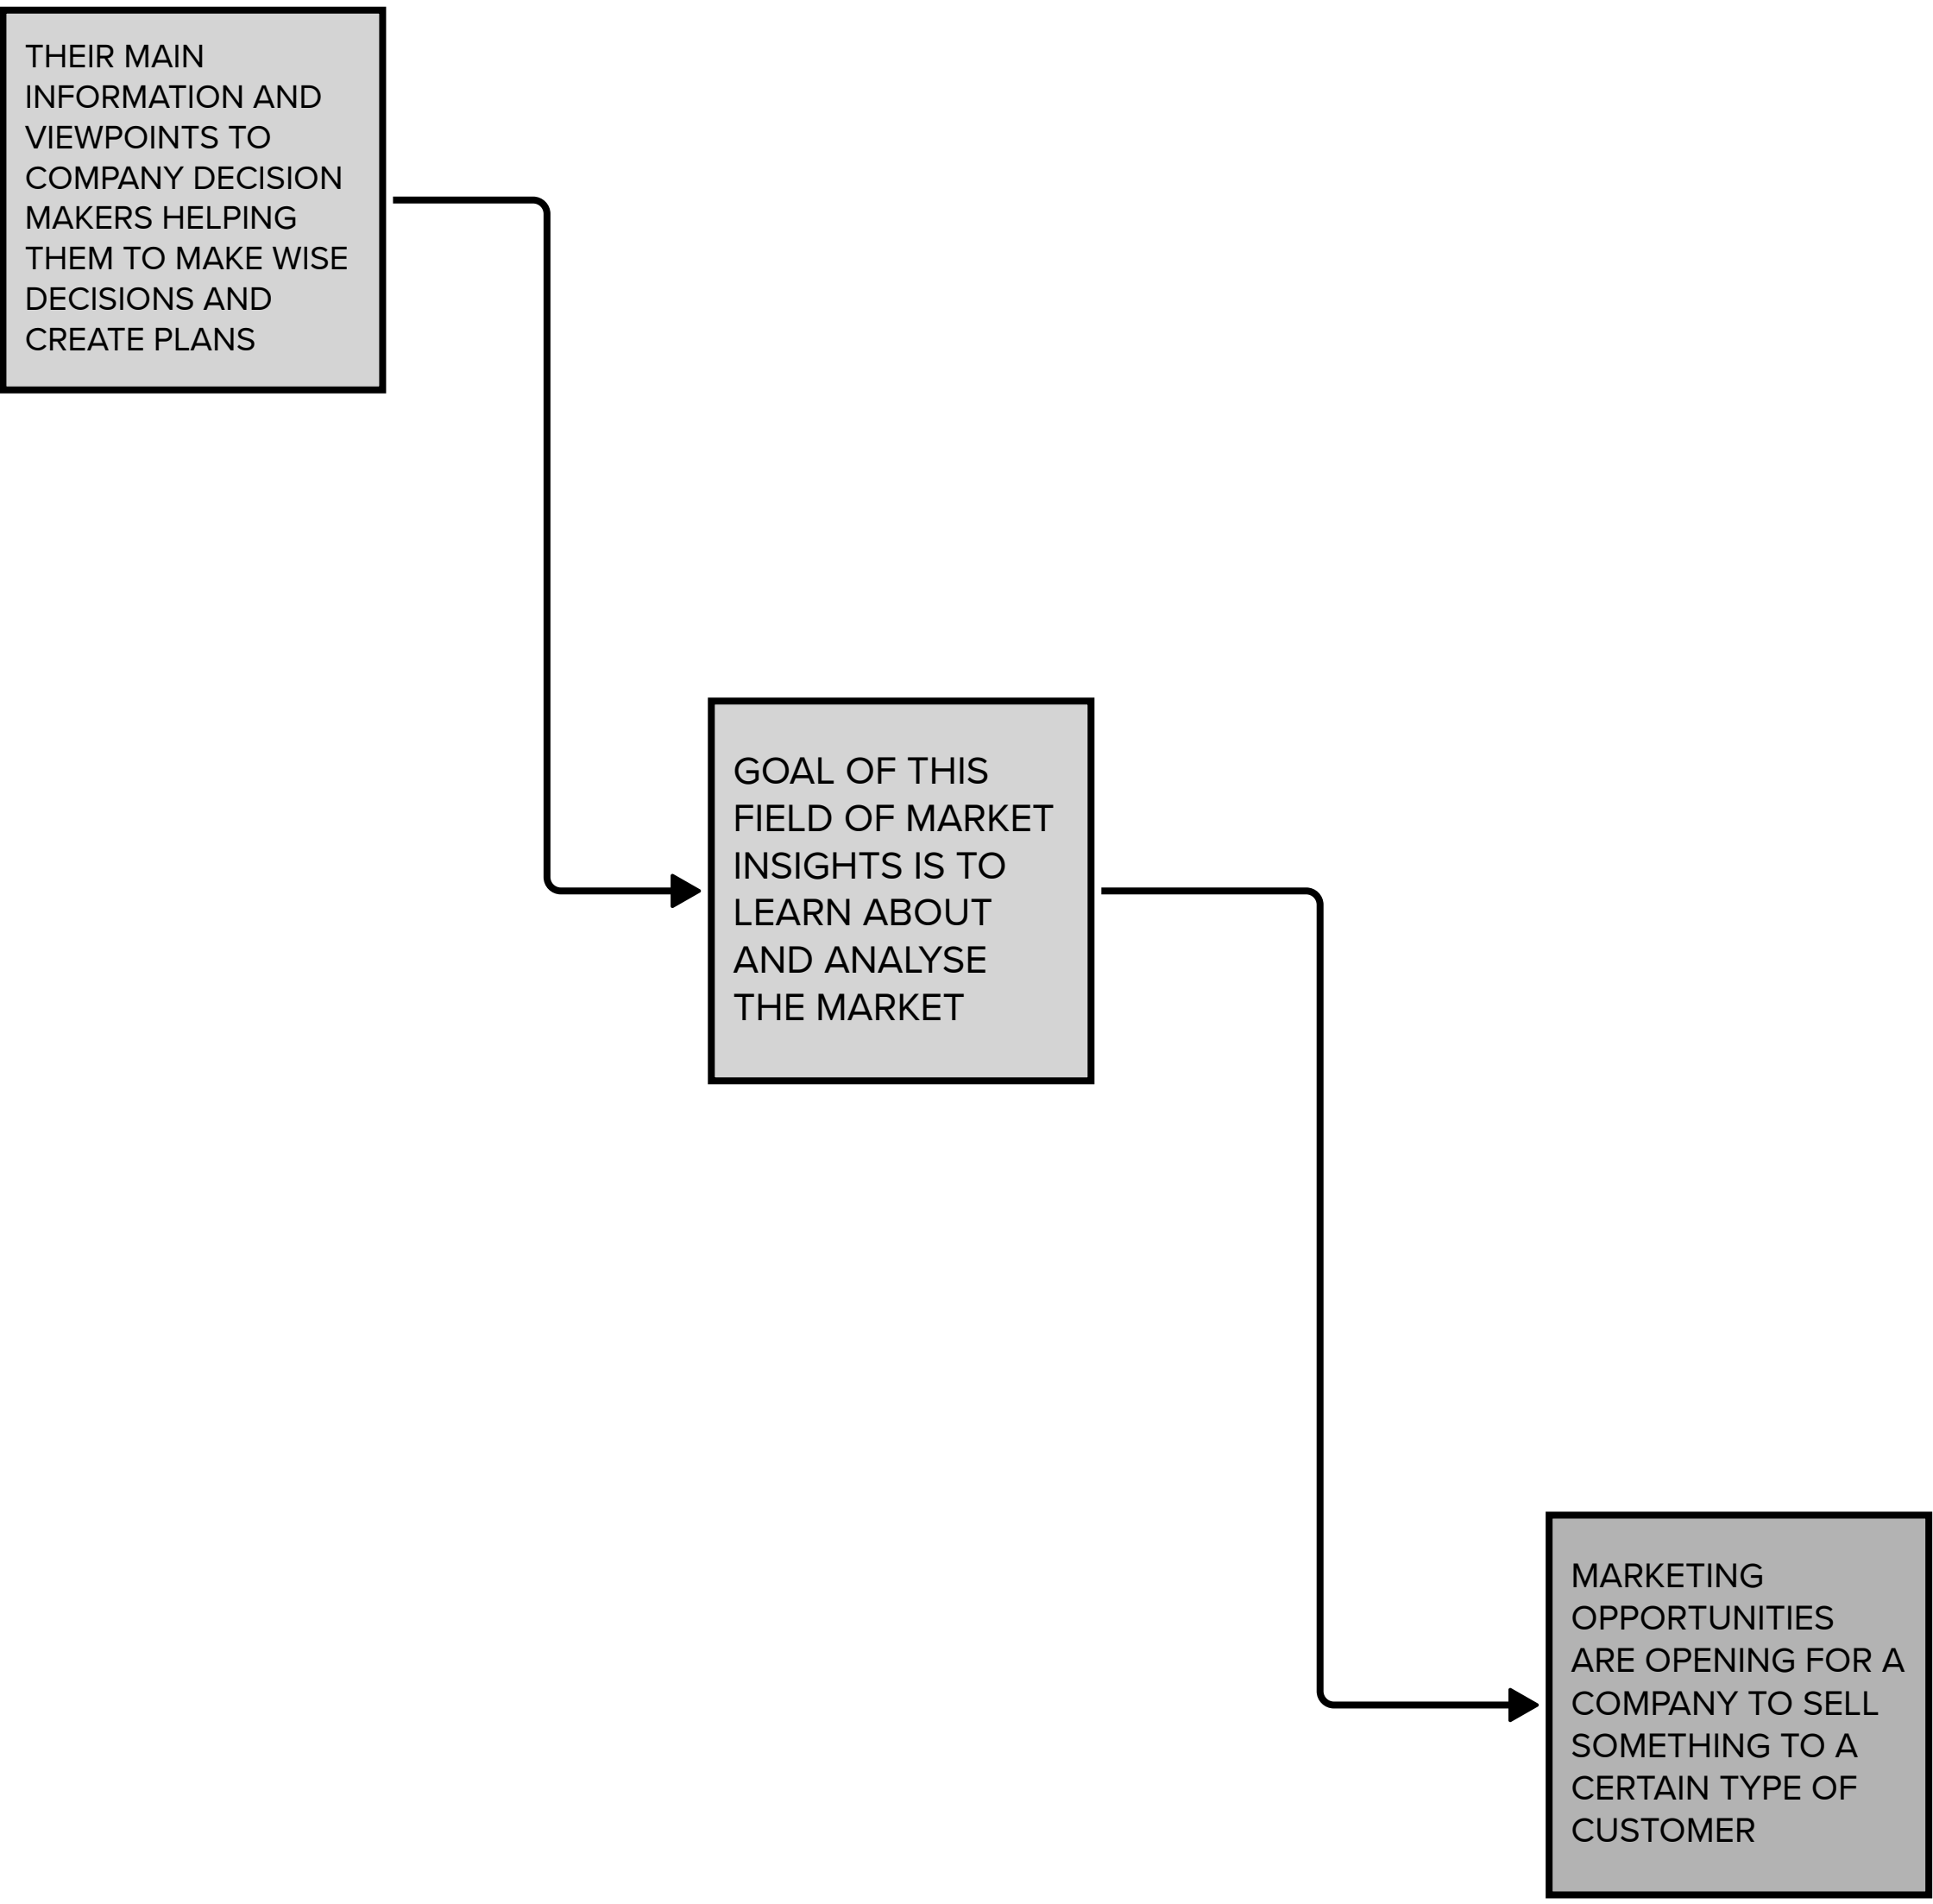 THEIR MAIN
INFORMATION AND
VIEWPOINTS TO
COMPANY DECISION
MAKERS HELPING
THEM TO MAKE WISE
DECISIONS AND
CREATE PLANS
GOAL OF THIS
FIELD OF MARKET
INSIGHTS IS TO
LEARN ABOUT
AND ANALYSE
THE MARKET
MARKETING
OPPORTUNITIES
ARE OPENING FOR A
COMPANY TO SELL
SOMETHING TO A
CERTAIN TYPE OF
CUSTOMER